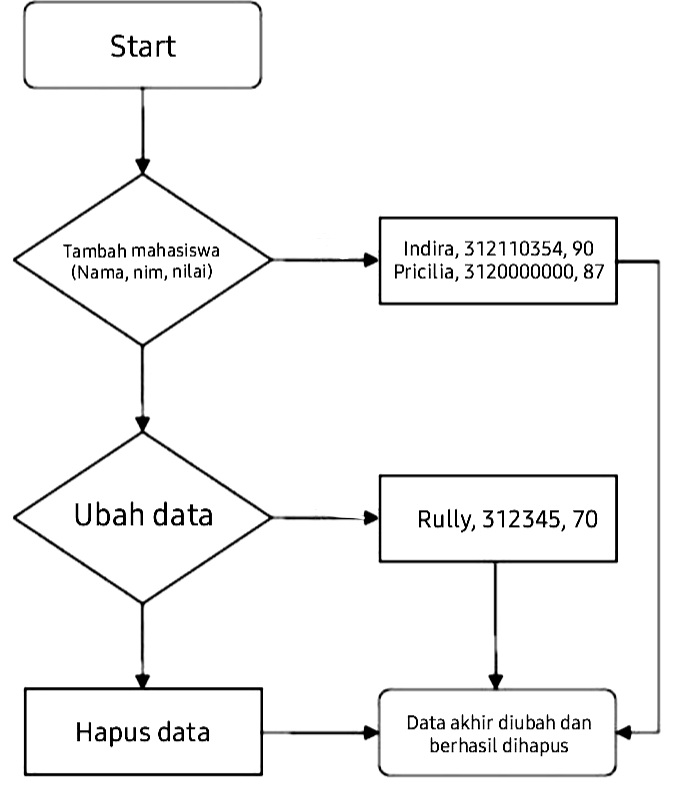 Start
Tambah mahasiswa
(Nama, nim, nilai)
Indira, 312110354, 90
Pricilia, 3120000000, 87
Ubah data
Rully, 312345, 70
Hapus data
Data akhir diubah dan
berhasil dihapus